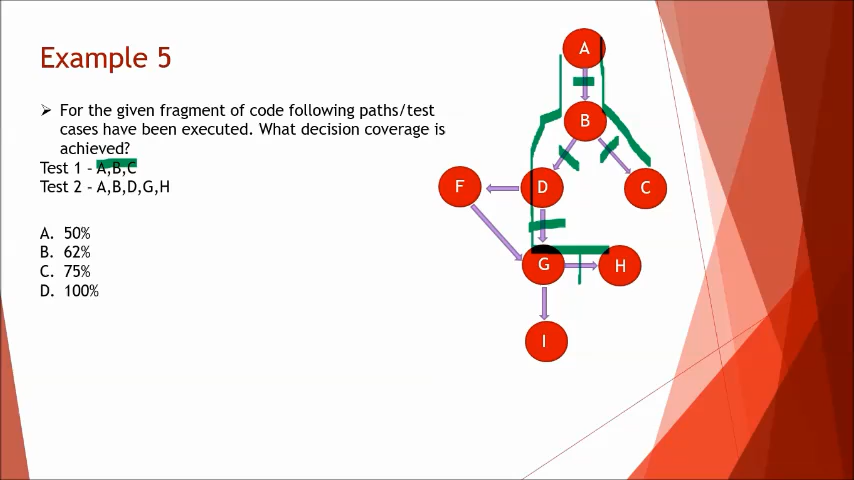 Example 5
➢ For the given fragment of code following paths/test
cases have been executed. What decision coverage is
achieved?
Test 1 - A,B,C
Test 2 - A,B,D,G,H
A. 50%
B. 62%
C. 75%
D. 100%
A
B
F
D
C
G
H
I